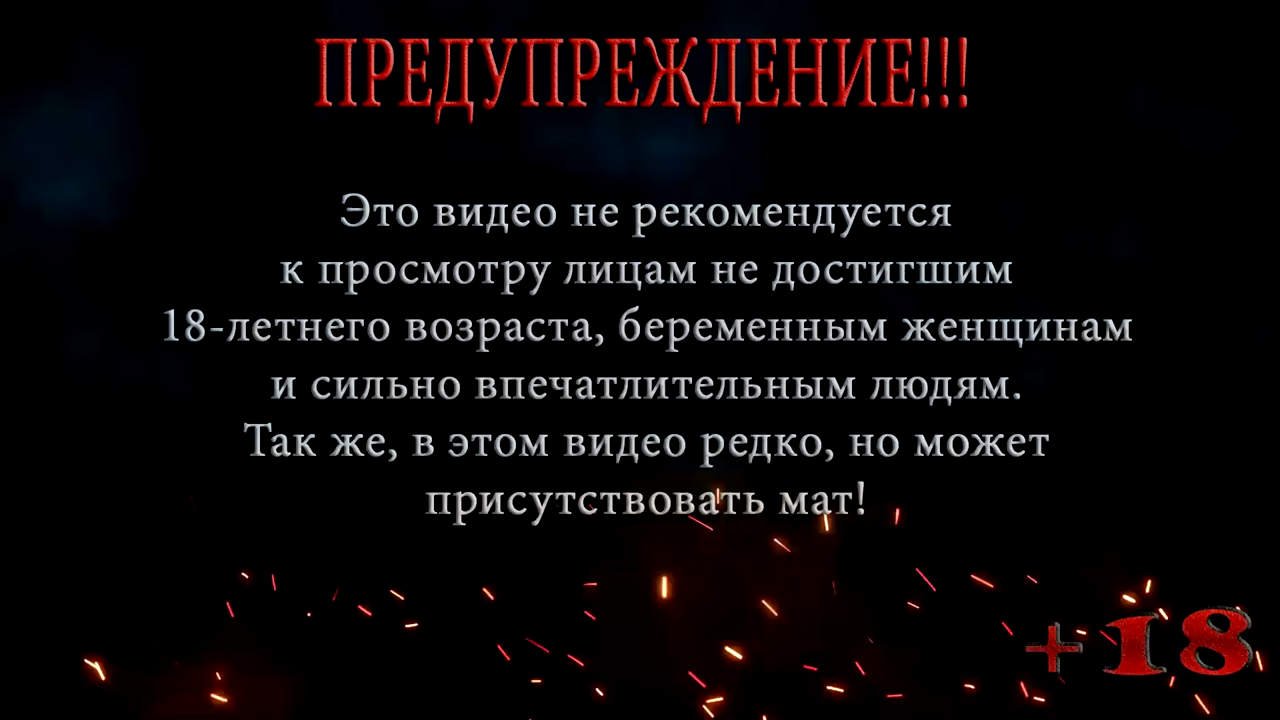 ПРЕДУПРЕЖДЕНИЕ!!!
Это видео не рекомендуется
к просмотру лицам не достигшим
18-летнего возраста, беременным женщинам
и сильно впечатлительным людям.
Так же, в этом видео редко, но может
присутствовать мат!
+18